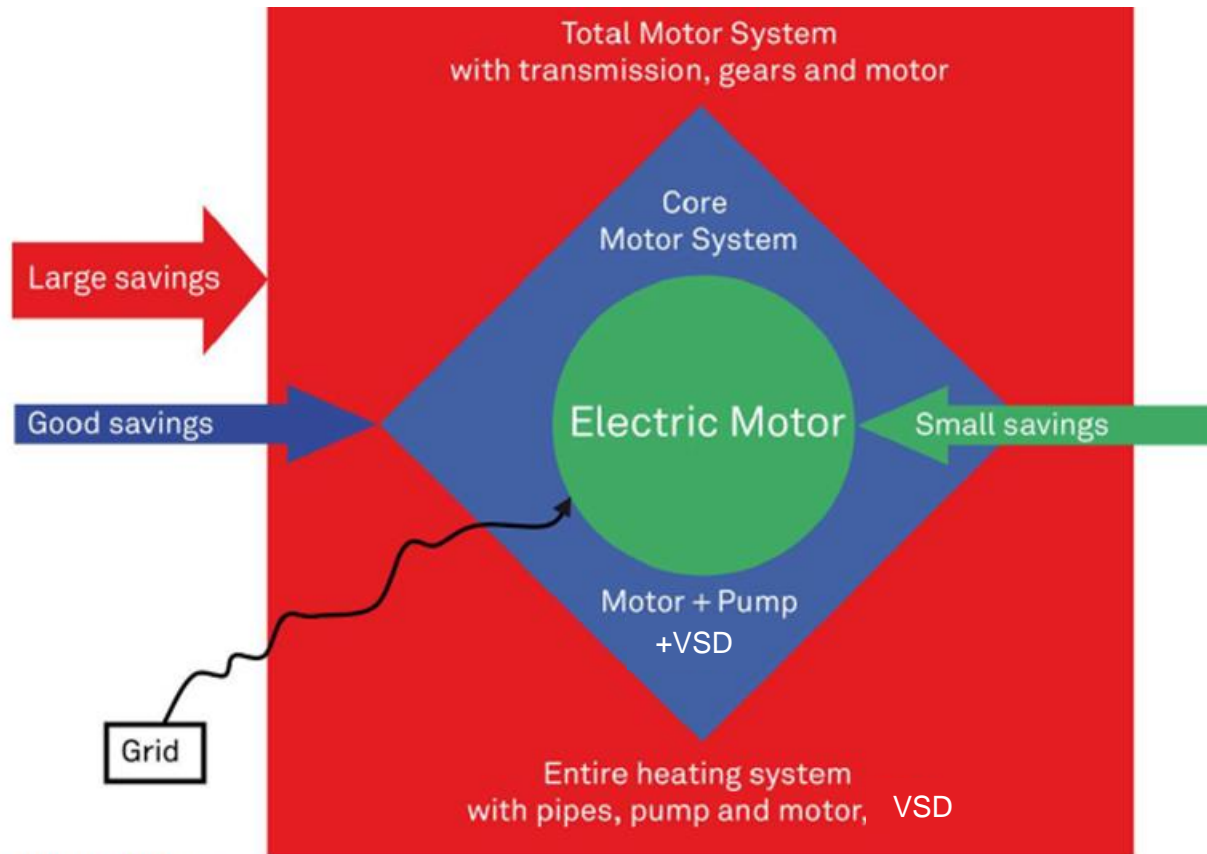 Total Motor System
with transmission, gears and motor
Core
Motor System
Large savings
Good savings
Electric Motor
Small savings
Motor + Pump
+VSD
Grid
Entire heating system
with pipes, pump and motor, VSD